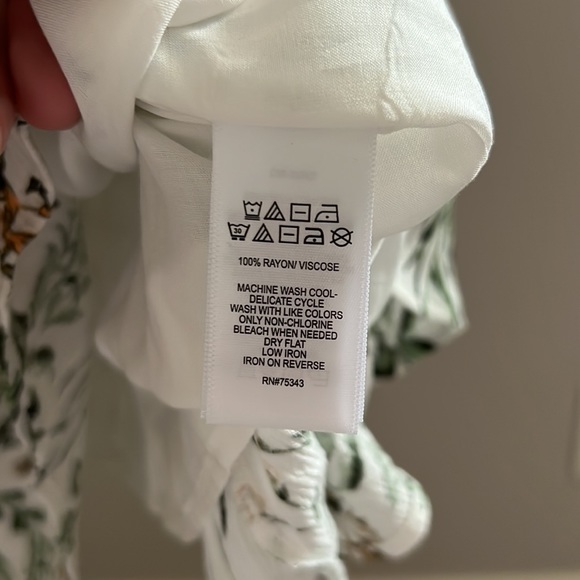 30
100% RAYON/ VISCOSE
MACHINE WASH COOL-
DELICATE CYCLE
WASH WITH LIKE COLORS
ONLY NON-CHLORINE
BLEACH WHEN NEEDED
DRY FLAT
LOW IRON
IRON ON REVERSE
RN#75343